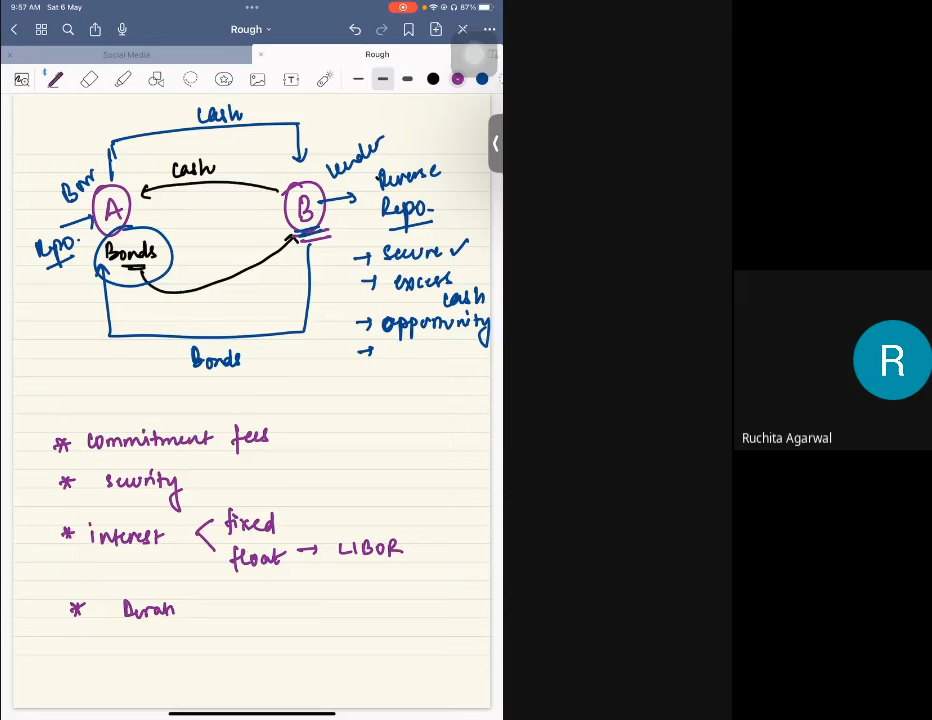 9:57 AM Sat 6 May
87%
Rough
Social Media
Rough
cash
cash
lender
Borr
A
B
Reverse
Repo-
Repo.
Bonds
→ secure ✓
→ excess cash
→ opportunity
→
Bonds
* commitment fees
* security
* interest < fixed
float → LIBOR
* Durah
R
Ruchita Agarwal